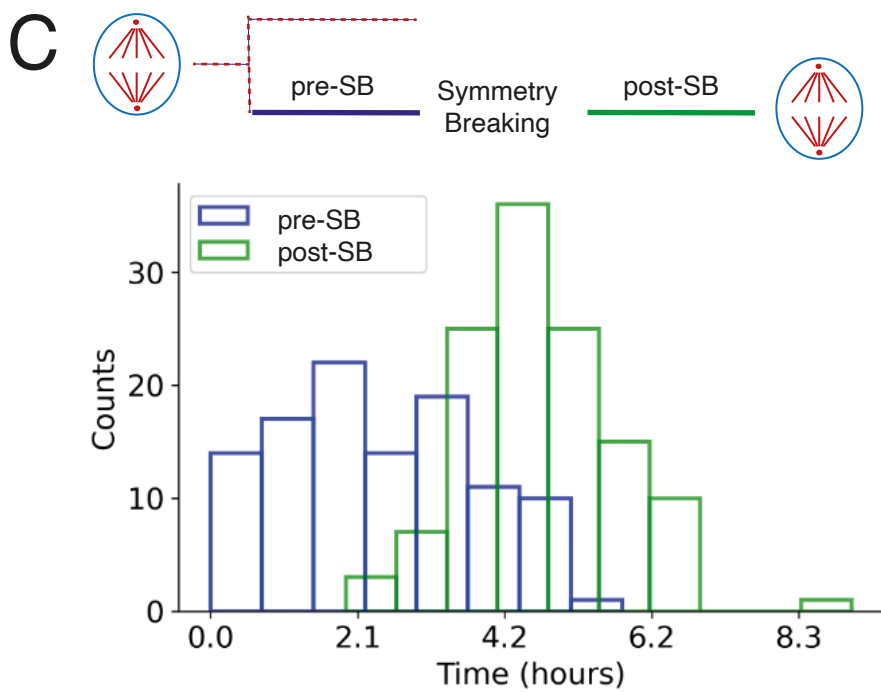 C
pre-SB
Symmetry
Breaking
post-SB
pre-SB
post-SB
Counts
30
20
10
0
0.0
2.1
4.2
6.2
8.3
Time (hours)